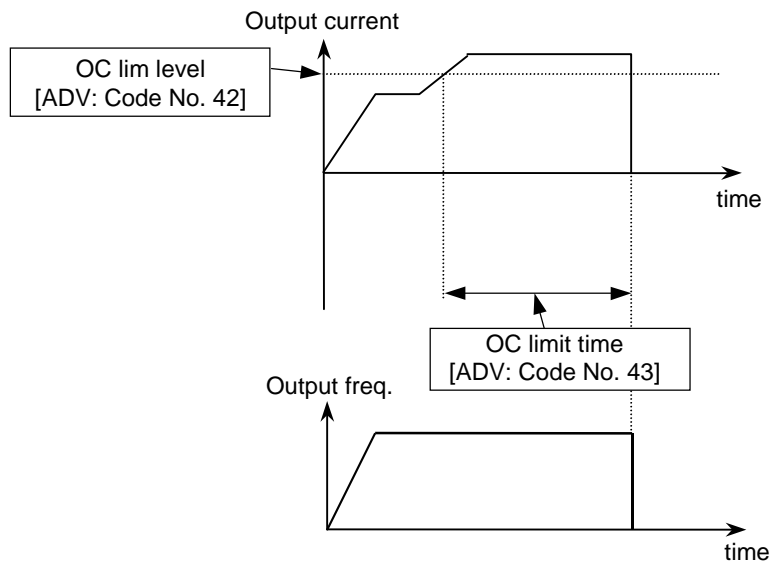 Output current
OC lim level
[ADV: Code No. 42]
time
OC limit time
[ADV: Code No. 43]
Output freq.
time